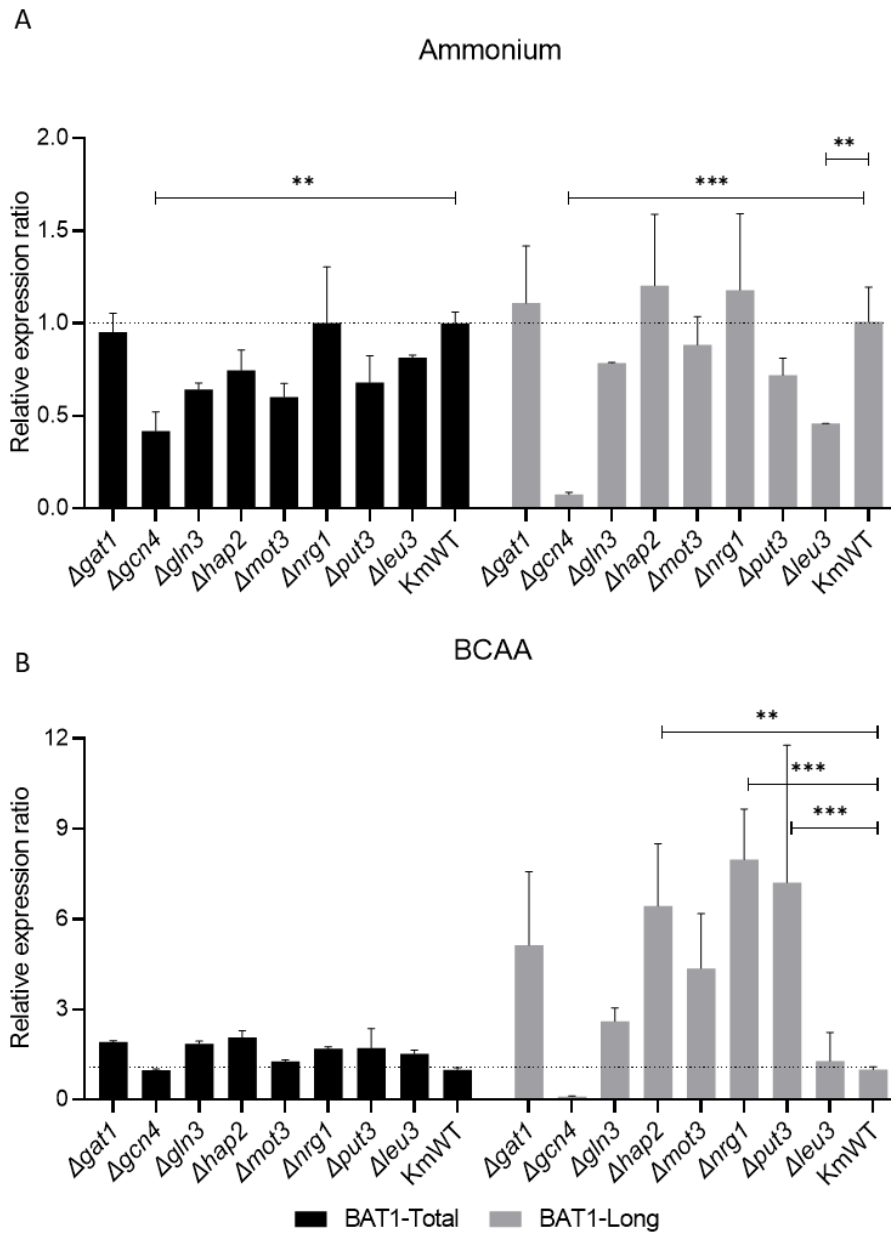 A
Ammonium
Relative expression ratio
2.0
1.5
1.0
0.5
0.0
**
***
**
Δgat1
Δgcn4
Δgln3
Δhap2
Δmot3
Δnrg1
Δput3
Δleu3
KmWT
Δgat1
Δgcn4
Δgln3
Δhap2
Δmot3
Δnrg1
Δput3
Δleu3
KmWT
B
BCAA
Relative expression ratio
12
9
6
3
0
**
***
***
Δgat1
Δgcn4
Δgln3
Δhap2
Δmot3
Δnrg1
Δput3
Δleu3
KmWT
Δgat1
Δgcn4
Δgln3
Δhap2
Δmot3
Δnrg1
Δput3
Δleu3
KmWT
BAT1-Total BAT1-Long